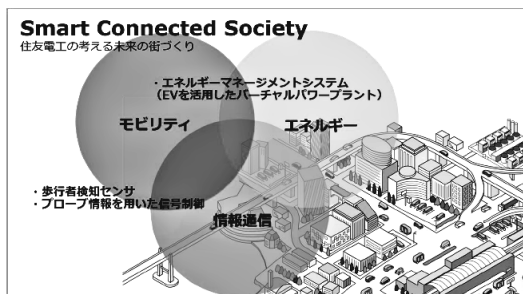 Smart Connected Society
住友電工の考える未来の街づくり
・エネルギーマネージメントシステム
（EVを活用したバーチャルパワープラント）
モビリティ
エネルギー
・歩行者検知センサ
・プローブ情報を用いた信号制御
情報通信